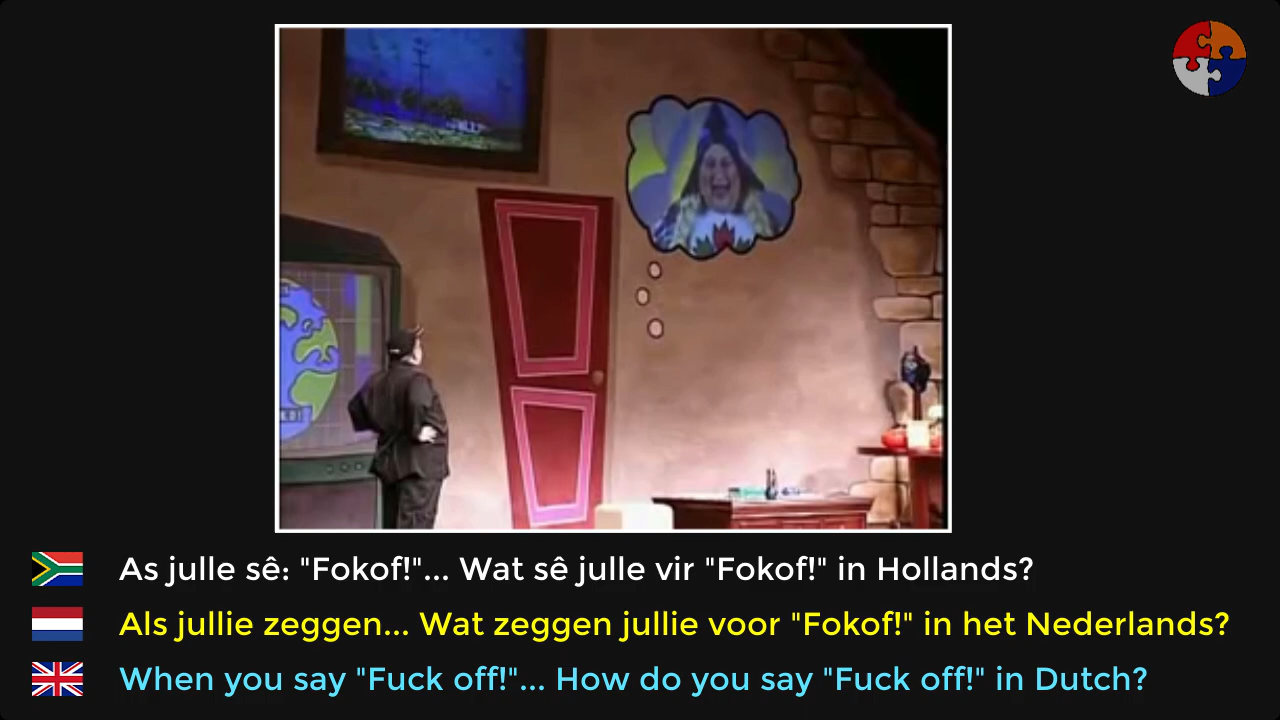 As julle sê: "Fokof!"... Wat sê julle vir "Fokof!" in Hollands?
Als jullie zeggen... Wat zeggen jullie voor "Fokof!" in het Nederlands?
When you say "Fuck off!"... How do you say "Fuck off!" in Dutch?